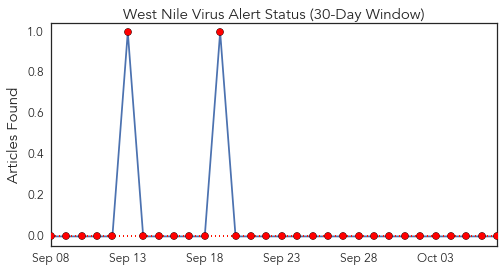 West Nile Virus Alert Status (30-Day Window)
Articles Found
1.0
0.8
0.6
0.4
0.2
0.0
Sep 08 Sep 13 Sep 18 Sep 23 Sep 28 Oct 03